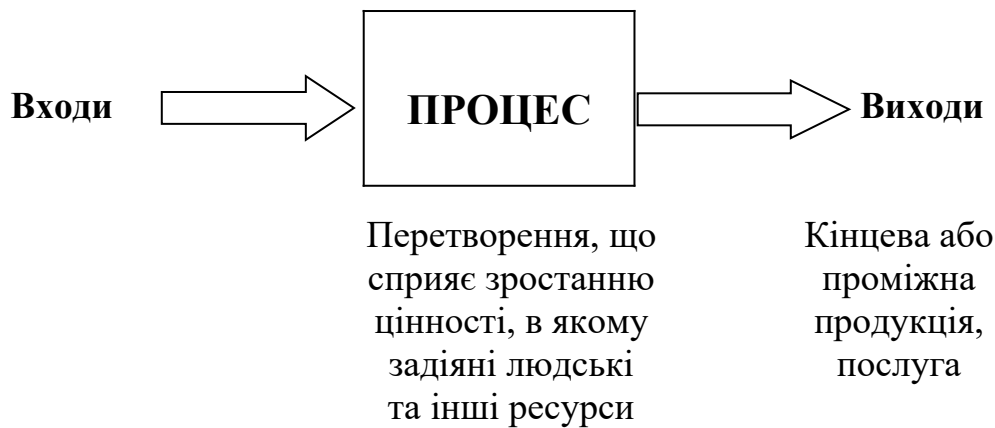 Входи
ПРОЦЕС
Виходи
Перетворення, що
сприяє зростанню
цінності, в якому
задіяні людські
та інші ресурси
Кінцева або
проміжна
продукція,
послуга